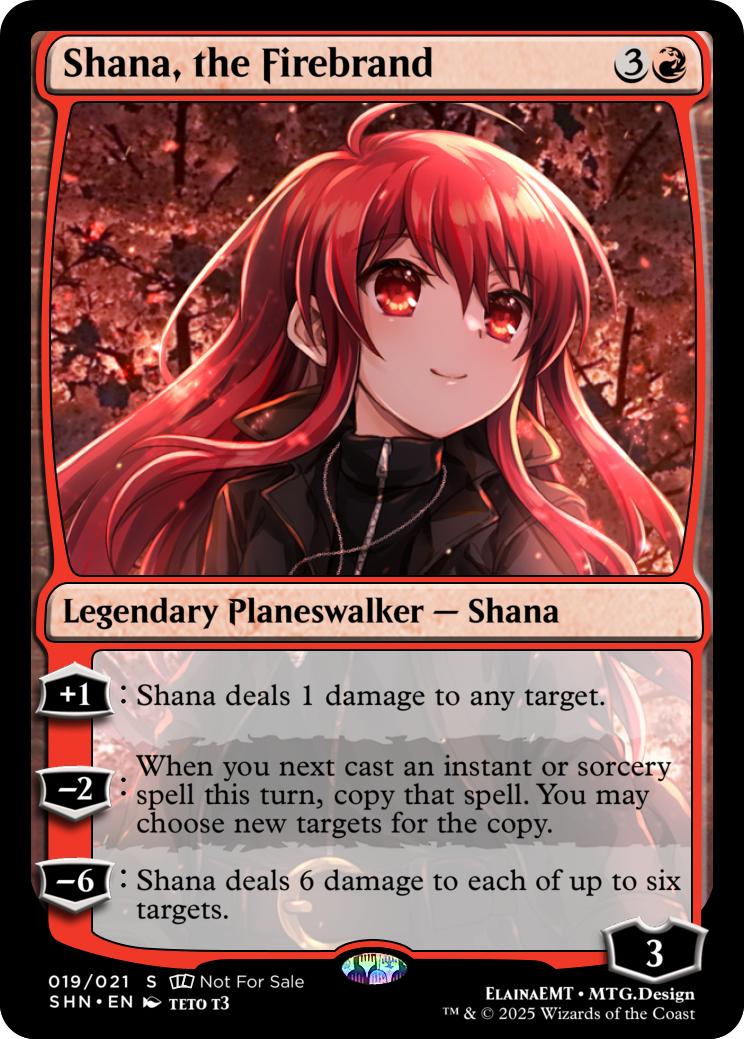 Shana, the Firebrand 3
Legendary Planeswalker — Shana
+1 : Shana deals 1 damage to any target.
−2 : When you next cast an instant or sorcery
spell this turn, copy that spell. You may
choose new targets for the copy.
−6 : Shana deals 6 damage to each of up to six
targets.
3
019/021 S Not For Sale
SHN • EN TETO T3
ElainaEMT • MTG.Design
™ & © 2025 Wizards of the Coast